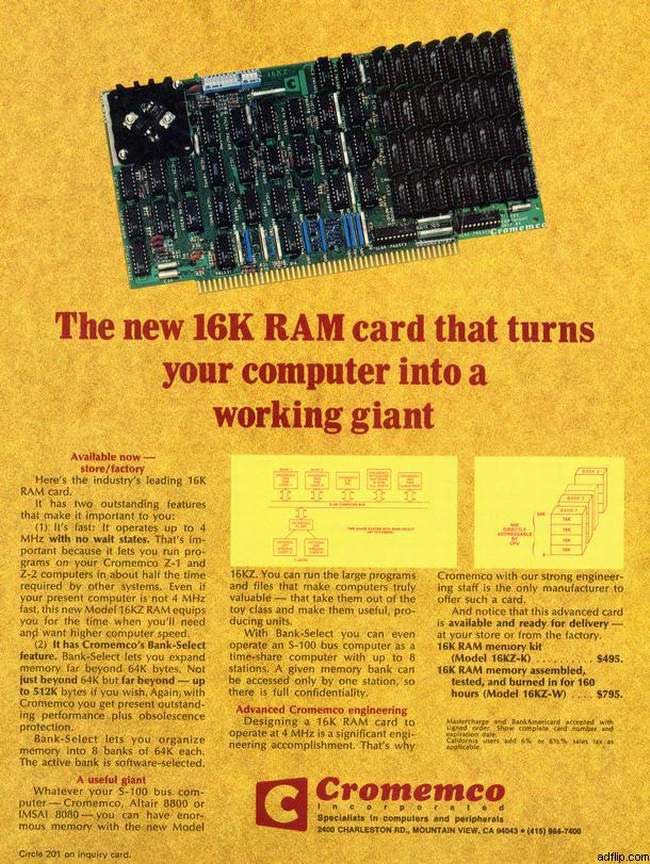 16KZ
Cromemco
The new 16K RAM card that turns
your computer into a
working giant
Available now —
store/factory
Here's the industry's leading 16K
RAM card.
It has two outstanding features
that make it important to you:
(1) It's fast: It operates up to 4
MHz with no wait states. That's im-
portant because it lets you run pro-
grams on your Cromemco Z-1 and
Z-2 computers in about half the time
required by other systems. Even if
your present computer is not 4 MHz
fast, this new Model 16KZ RAM equips
you for the time when you'll need
and want higher computer speed.
(2) It has Cromemco's Bank-Select
feature. Bank-Select lets you expand
memory far beyond 64K bytes. Not
just beyond 64K but far beyond — up
to 512K bytes if you wish. Again, with
Cromemco you get present outstand-
ing performance plus obsolescence
protection.
Bank-Select lets you organize
memory into 8 banks of 64K each.
The active bank is software-selected.
A useful giant
Whatever your S-100 bus com-
puter — Cromemco, Altair 8800 or
IMSAI 8080 — you can have enor-
mous memory with the new Model
16KZ. You can run the large programs
and files that make computers truly
valuable — that take them out of the
toy class and make them useful, pro-
ducing units.
With Bank-Select you can even
operate an S-100 bus computer as a
time-share computer with up to 8
stations. A given memory bank can
be accessed only by one station, so
there is full confidentiality.
Advanced Cromemco engineering
Designing a 16K RAM card to
operate at 4 MHz is a significant engi-
neering accomplishment. That's why
64K
DIRECTLY
ADDRESSABLE
BY
CPU
16K
16K
16K
16K
Cromemco with our strong engineer-
ing staff is the only manufacturer to
offer such a card.
And notice that this advanced card
is available and ready for delivery —
at your store or from the factory.
16K RAM memory kit
(Model 16KZ-K) . . . . . . . . . $495.
16K RAM memory assembled,
tested, and burned in for 160
hours (Model 16KZ-W) . . . . $795.
Mastercharge and BankAmericard accepted with
signed order. Show complete card number and
expiration date.
California users add 6% or 6½% sales tax as
applicable.
C Cromemco
incorporated
Specialists in computers and peripherals
2400 CHARLESTON RD., MOUNTAIN VIEW, CA 94043 • (415) 964-7400
Circle 201 on inquiry card.
adflip.com